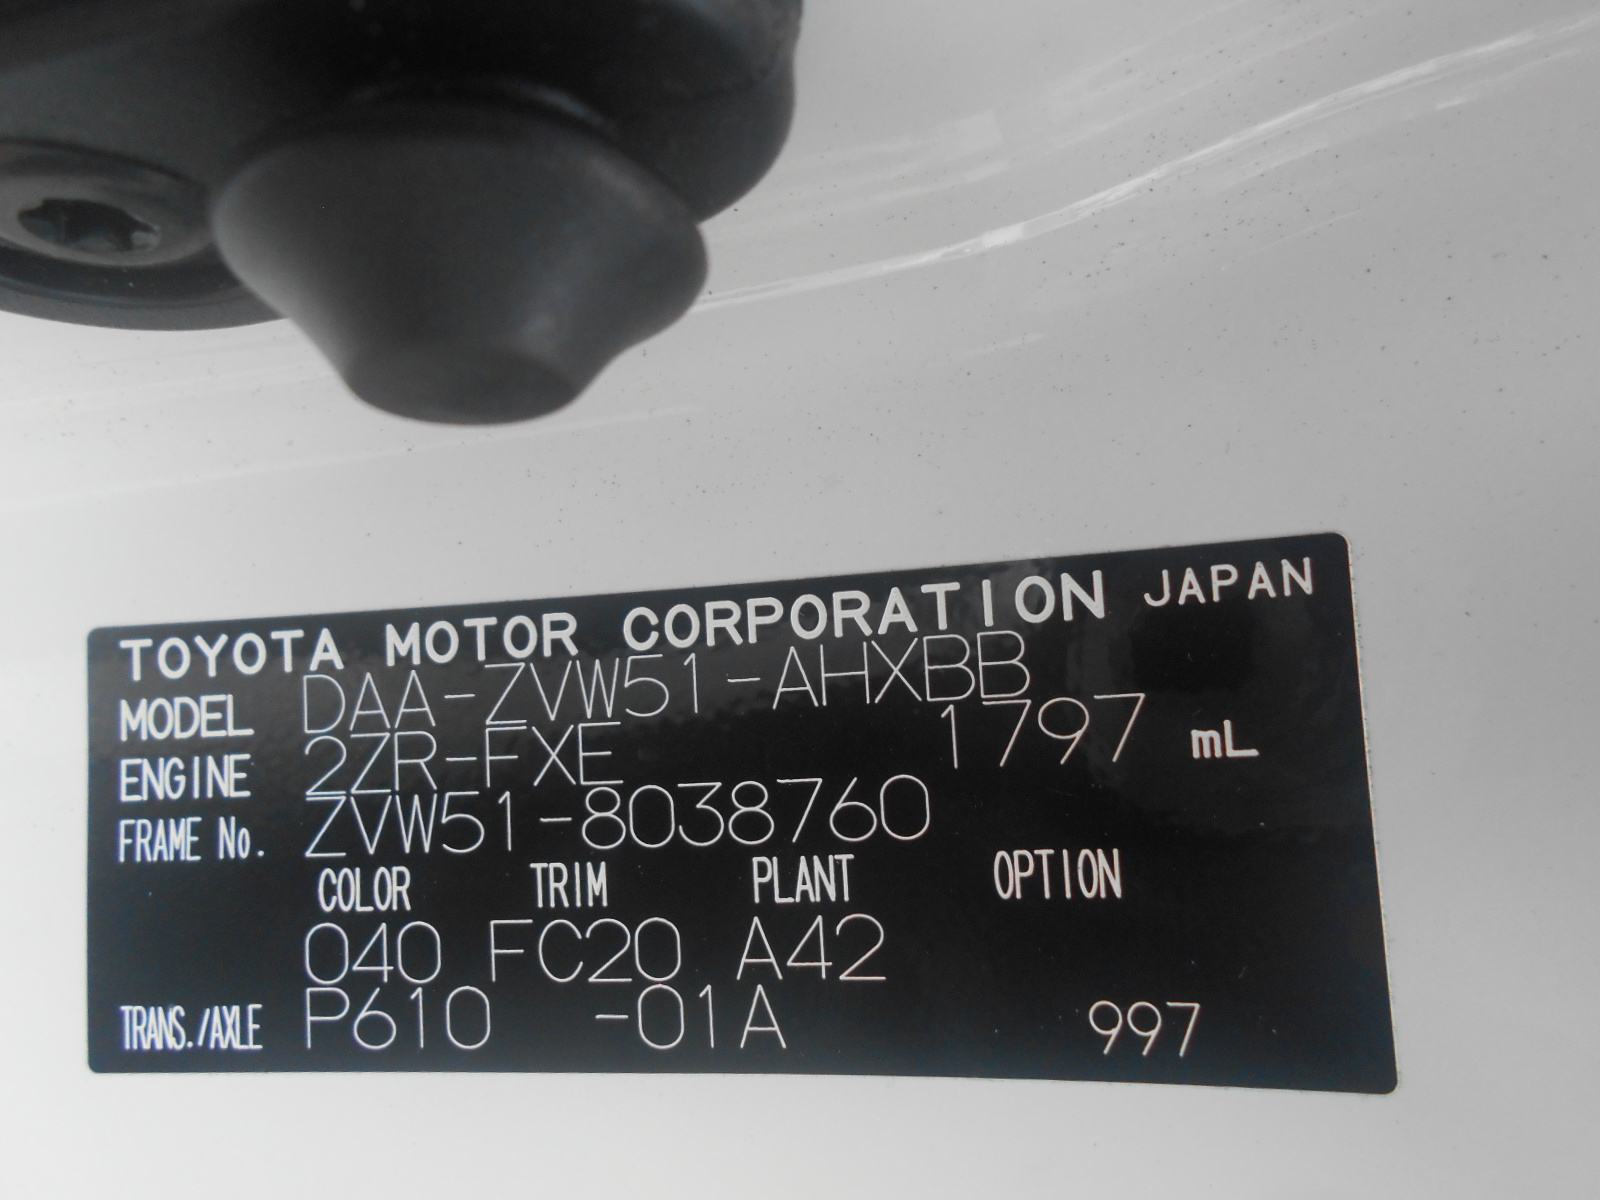 TOYOTA MOTOR CORPORATION JAPAN
MODEL DAA-ZVW51-AHXBB
ENGINE 2ZR-FXE 1797 mL
FRAME No. ZVW51-8038760
COLOR TRIM PLANT OPTION
040 FC20 A42
TRANS./AXLE P610 -01A 997